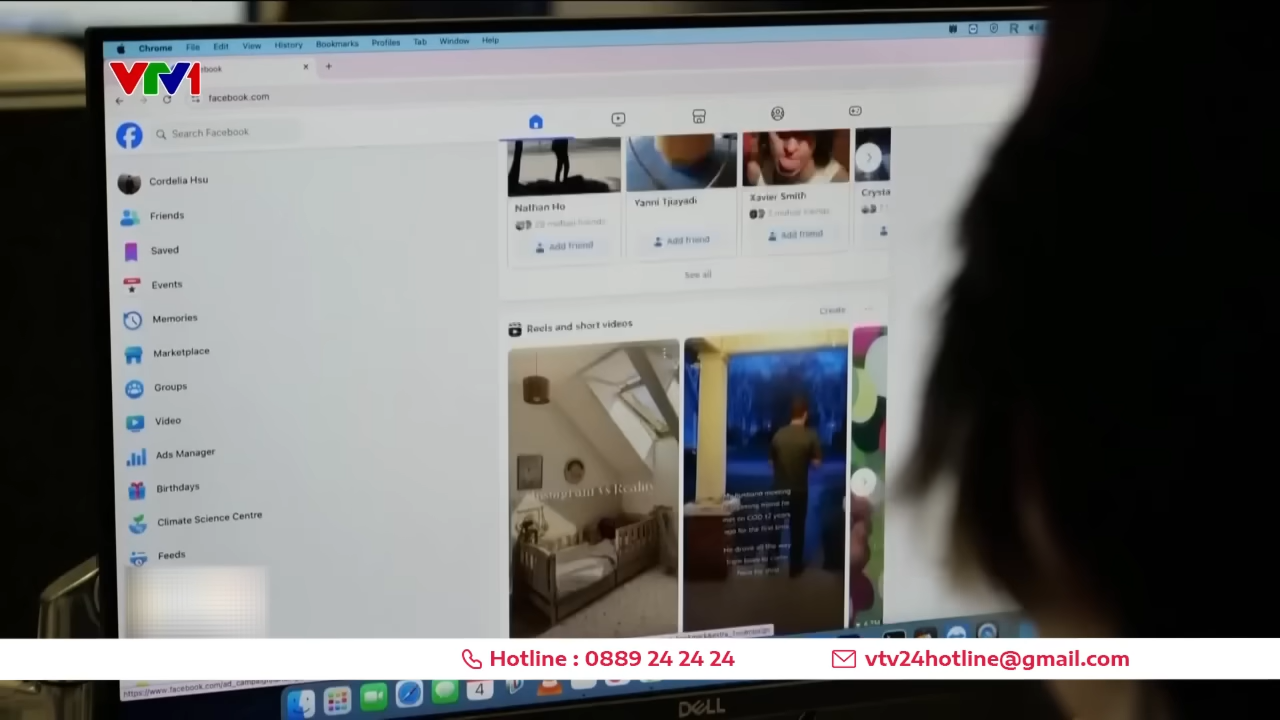 Chrome File Edit View History Bookmarks Profiles Tab Window Help
VTV1
facebook.com
Search Facebook
Cordelia Hsu
Friends
Saved
Events
Memories
Marketplace
Groups
Video
Ads Manager
Birthdays
Climate Science Centre
Feeds
Nathan Ho
Add friend
Yanni Tjiayadi
Add friend
Xavier Smith
Add friend
Crysta
See all
Create
Reels and short videos
Instagram Vs Reality
Hotline : 0889 24 24 24
vtv24hotline@gmail.com
4
DELL